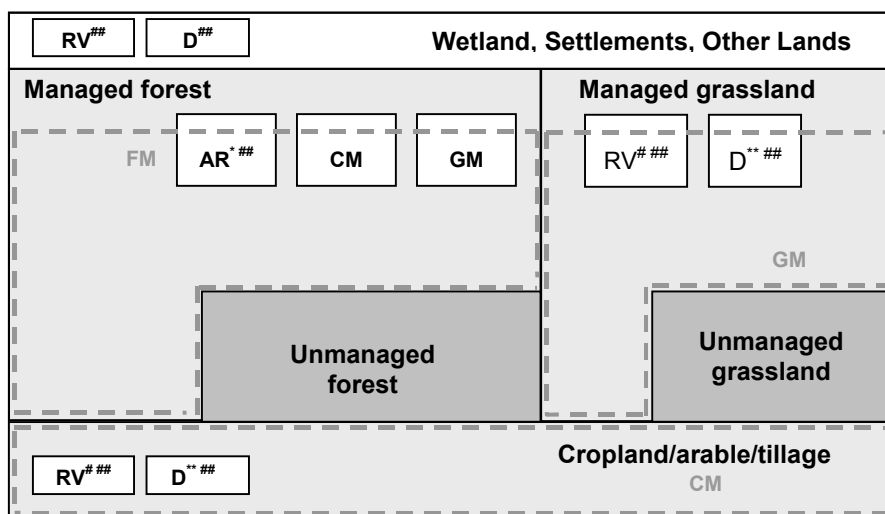 RV## D## Wetland, Settlements, Other Lands
Managed forest Managed grassland
FM AR* ## CM GM RV# ## D** ##
GM
Unmanaged
forest
Unmanaged
grassland
Cropland/arable/tillage
RV# ## D** ## CM